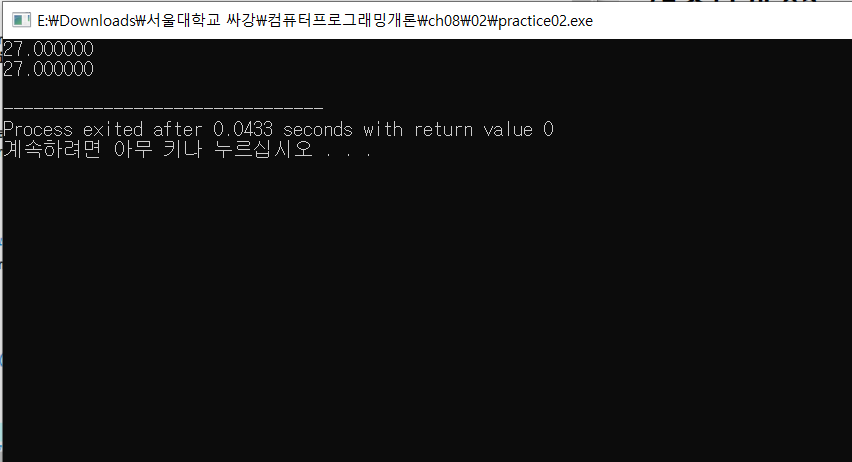 E:₩Downloads₩서울대학교 싸강₩컴퓨터프로그래밍개론₩ch08₩02₩practice02.exe
27.000000
27.000000
--------------------------------
Process exited after 0.0433 seconds with return value 0
계속하려면 아무 키나 누르십시오 . . .